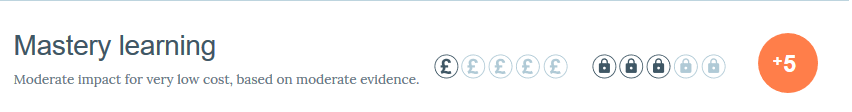 Mastery learning
Moderate impact for very low cost, based on moderate evidence.
£ £ £ £ £
+5